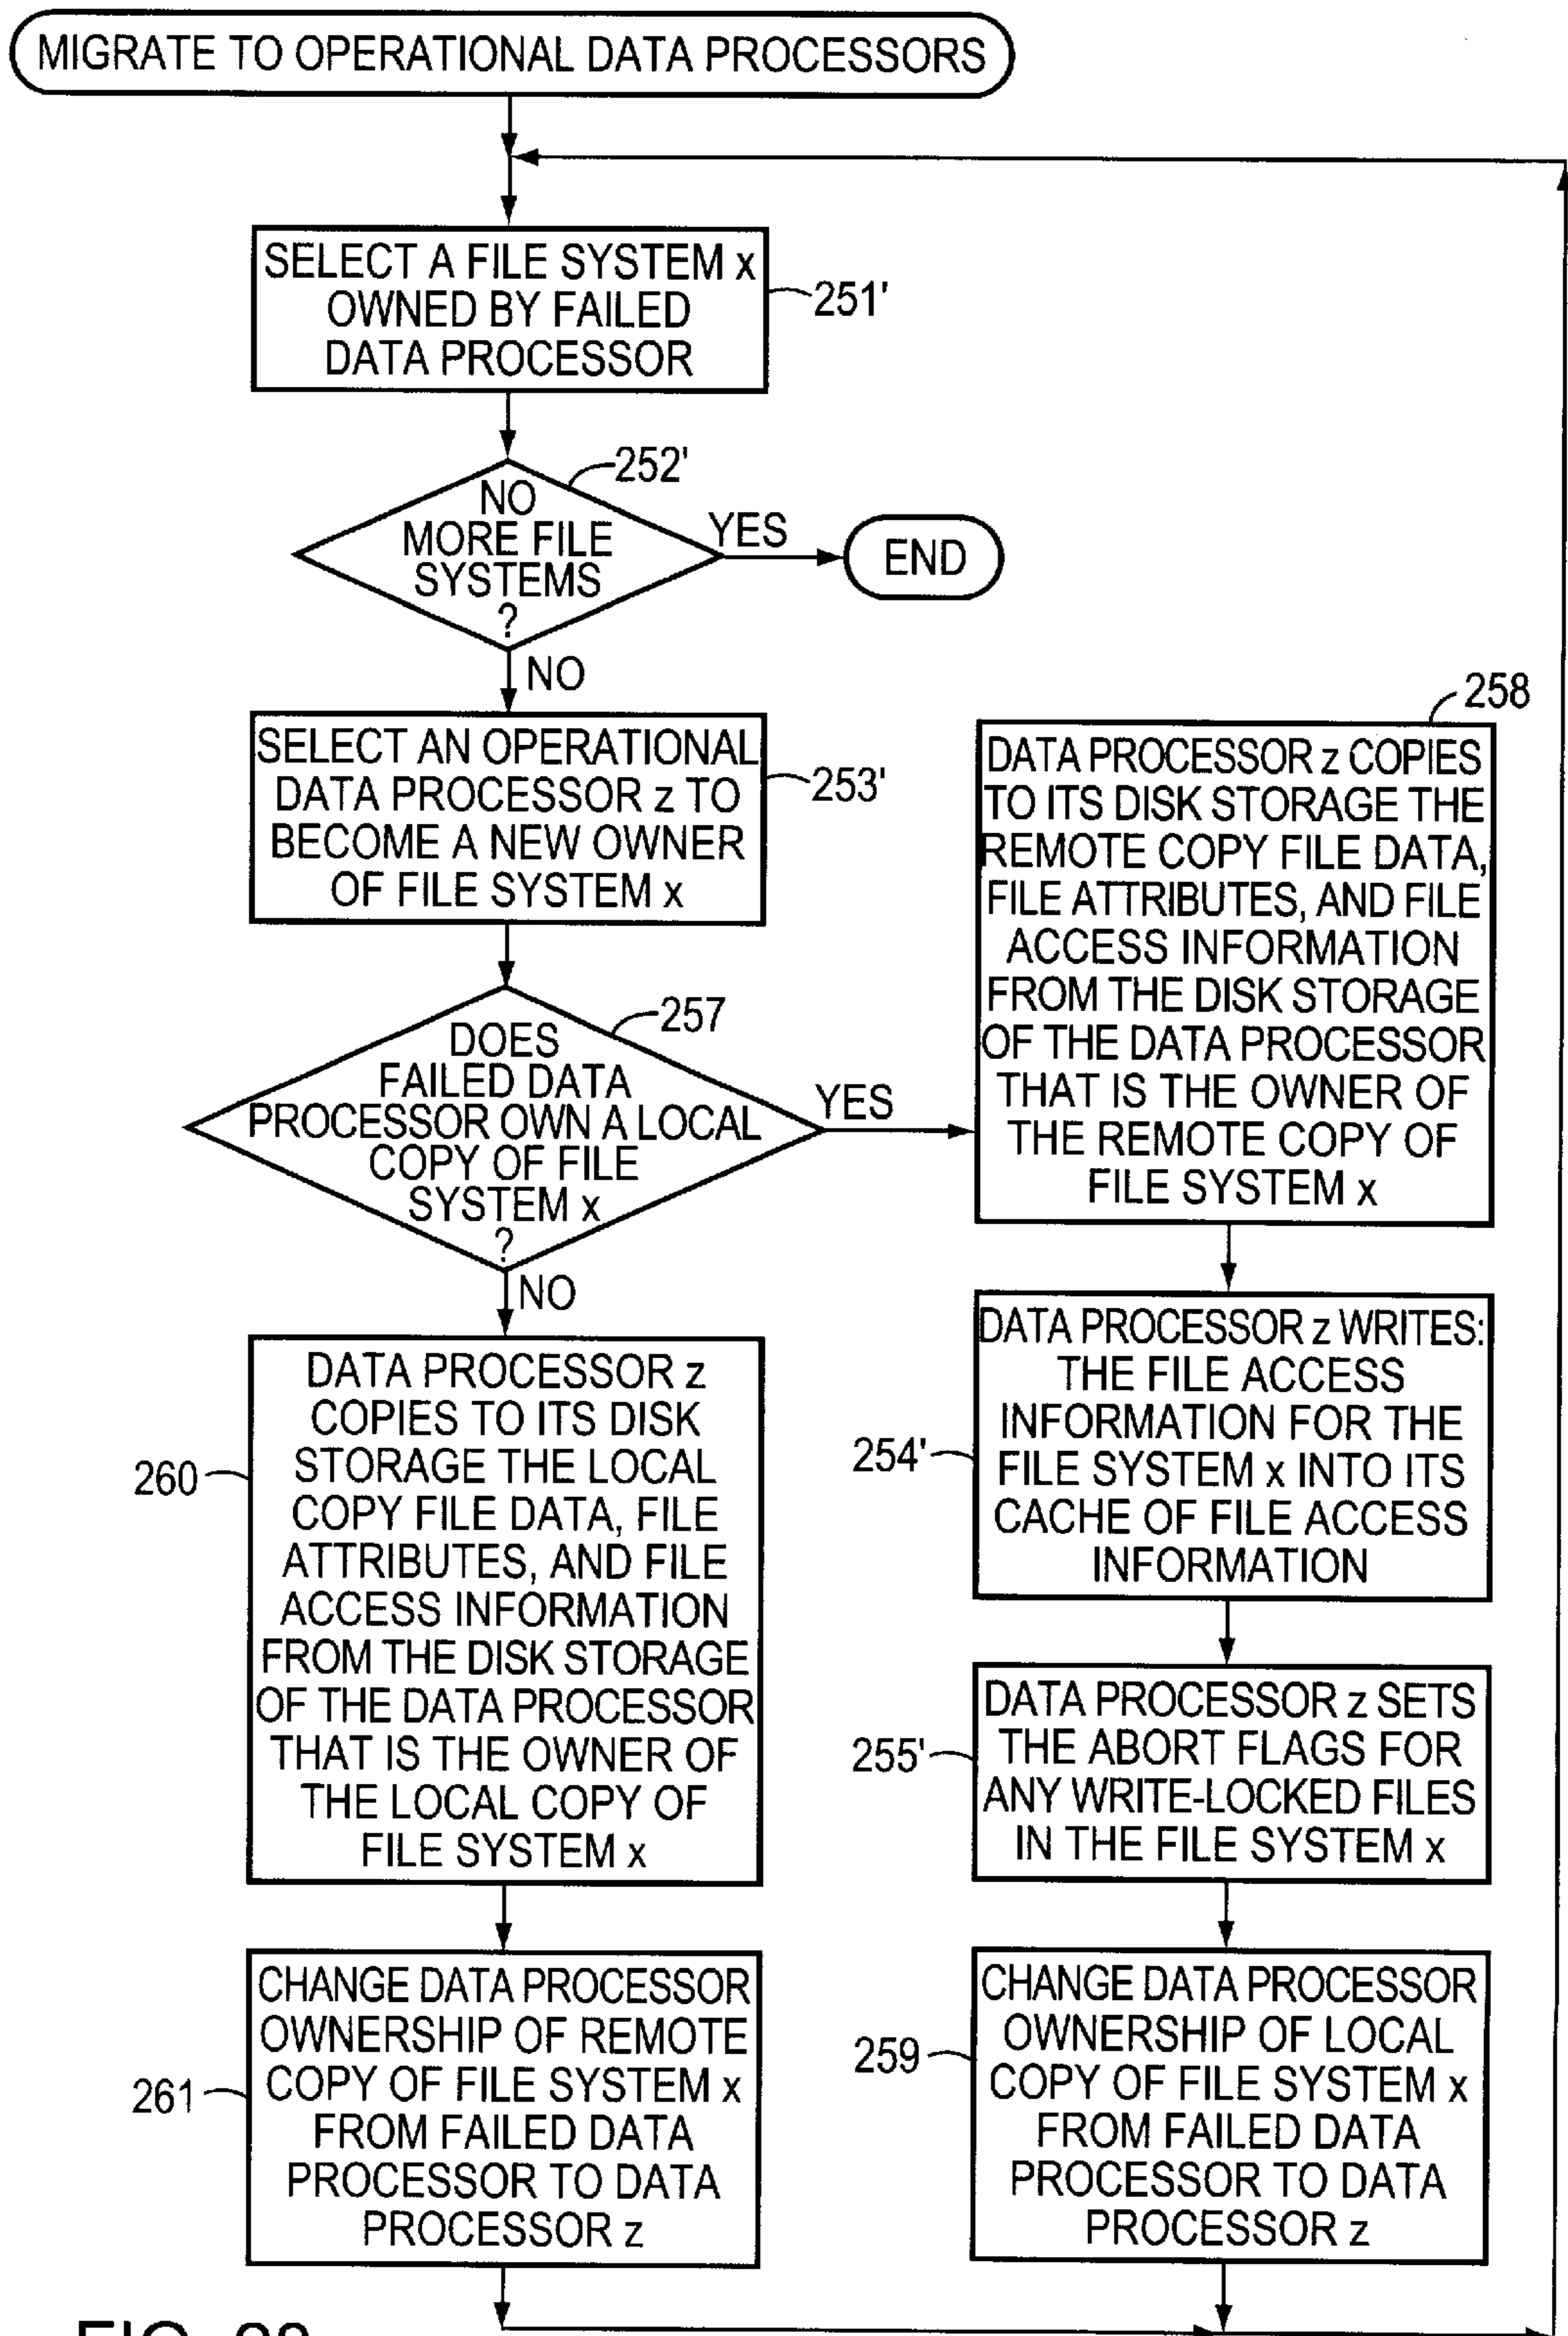 MIGRATE TO OPERATIONAL DATA PROCESSORS
SELECT A FILE SYSTEM x
OWNED BY FAILED
DATA PROCESSOR
251'
252'
NO
MORE FILE
SYSTEMS
?
YES
END
NO
SELECT AN OPERATIONAL
DATA PROCESSOR z TO
BECOME A NEW OWNER
OF FILE SYSTEM x
253'
257
DOES
FAILED DATA
PROCESSOR OWN A LOCAL
COPY OF FILE
SYSTEM x
?
YES
NO
258
DATA PROCESSOR z COPIES
TO ITS DISK STORAGE THE
REMOTE COPY FILE DATA,
FILE ATTRIBUTES, AND FILE
ACCESS INFORMATION
FROM THE DISK STORAGE
OF THE DATA PROCESSOR
THAT IS THE OWNER OF
THE REMOTE COPY OF
FILE SYSTEM x
254'
DATA PROCESSOR z WRITES:
THE FILE ACCESS
INFORMATION FOR THE
FILE SYSTEM x INTO ITS
CACHE OF FILE ACCESS
INFORMATION
255'
DATA PROCESSOR z SETS
THE ABORT FLAGS FOR
ANY WRITE-LOCKED FILES
IN THE FILE SYSTEM x
259
CHANGE DATA PROCESSOR
OWNERSHIP OF LOCAL
COPY OF FILE SYSTEM x
FROM FAILED DATA
PROCESSOR TO DATA
PROCESSOR z
260
DATA PROCESSOR z
COPIES TO ITS DISK
STORAGE THE LOCAL
COPY FILE DATA, FILE
ATTRIBUTES, AND FILE
ACCESS INFORMATION
FROM THE DISK STORAGE
OF THE DATA PROCESSOR
THAT IS THE OWNER OF
THE LOCAL COPY OF
FILE SYSTEM x
261
CHANGE DATA PROCESSOR
OWNERSHIP OF REMOTE
COPY OF FILE SYSTEM x
FROM FAILED DATA
PROCESSOR TO DATA
PROCESSOR z
FIG.